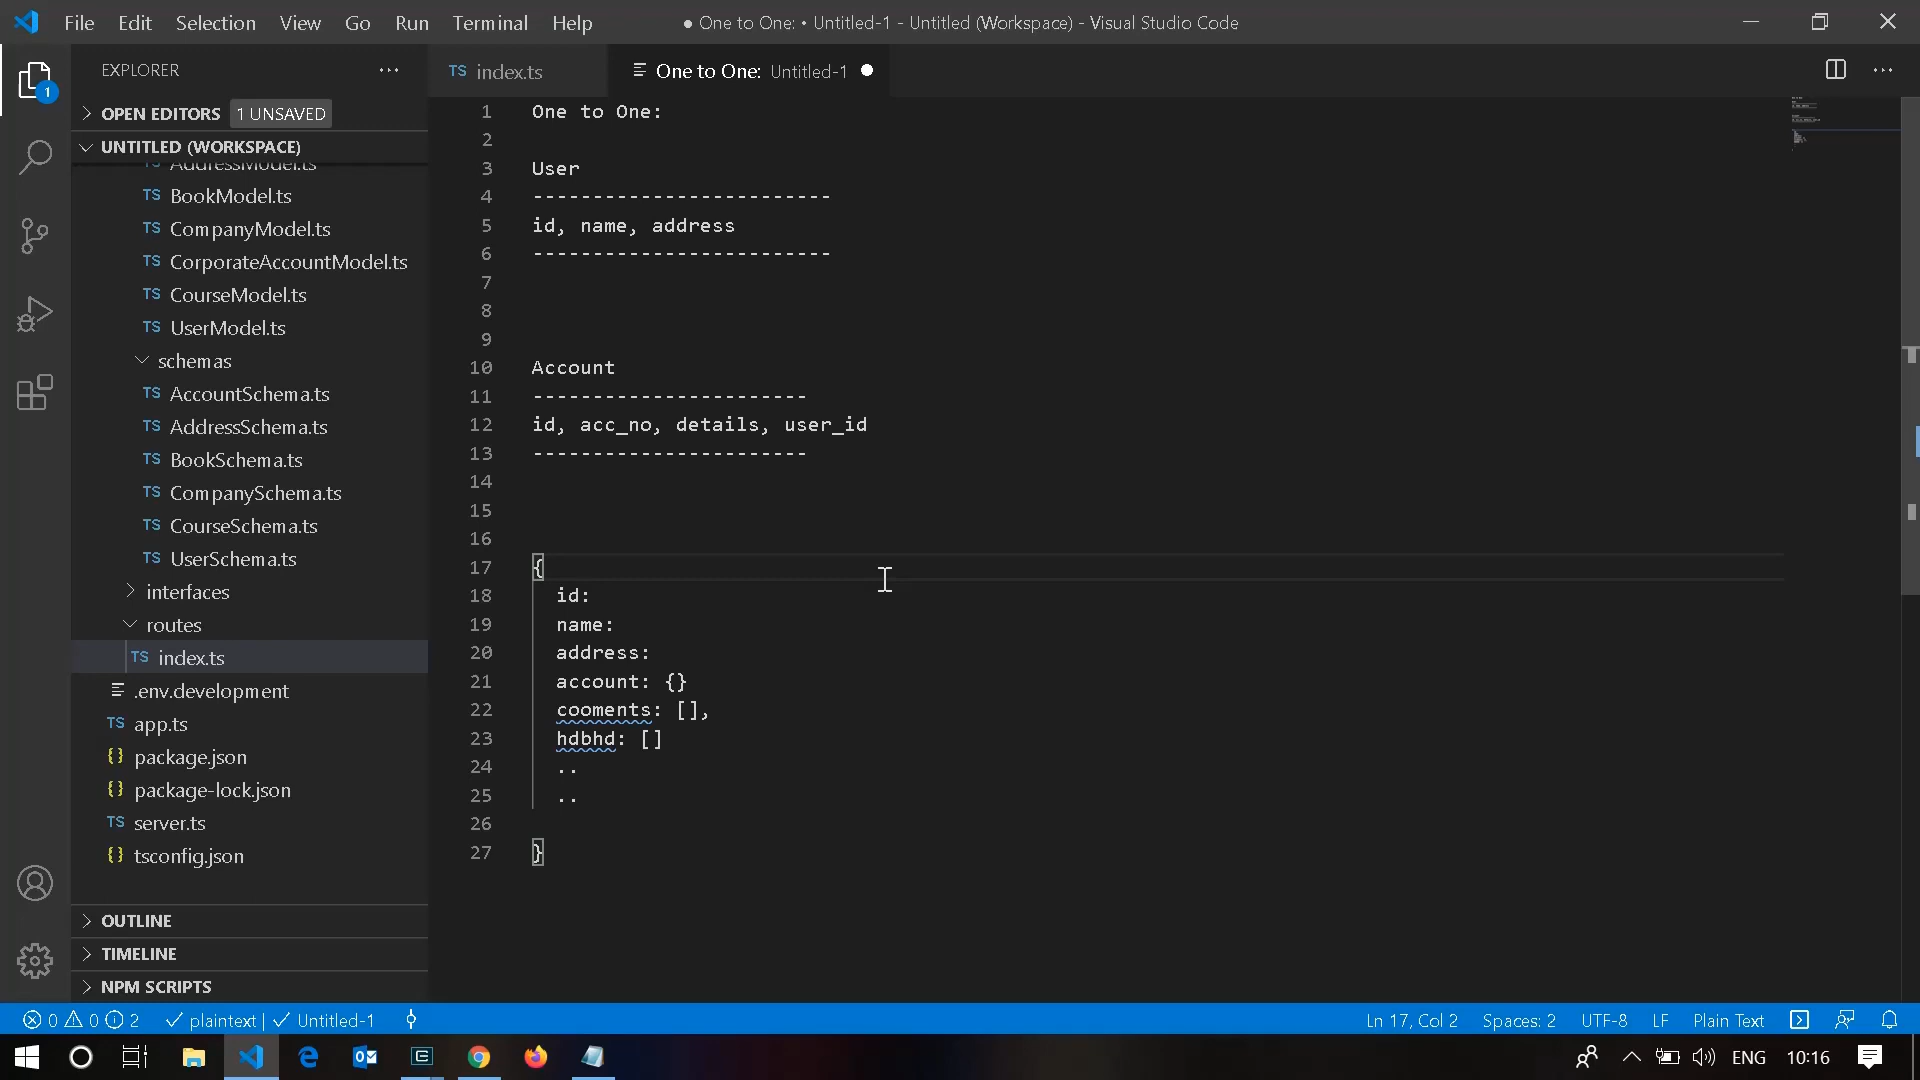 File Edit Selection View Go Run Terminal Help
● One to One: • Untitled-1 - Untitled (Workspace) - Visual Studio Code
EXPLORER
TS index.ts
One to One: Untitled-1
1
OPEN EDITORS 1 UNSAVED
UNTITLED (WORKSPACE)
TS AddressModel.ts
TS BookModel.ts
TS CompanyModel.ts
TS CorporateAccountModel.ts
TS CourseModel.ts
TS UserModel.ts
schemas
TS AccountSchema.ts
TS AddressSchema.ts
TS BookSchema.ts
TS CompanySchema.ts
TS CourseSchema.ts
TS UserSchema.ts
interfaces
routes
TS index.ts
.env.development
TS app.ts
{} package.json
{} package-lock.json
TS server.ts
{} tsconfig.json
OUTLINE
TIMELINE
NPM SCRIPTS
1 One to One:
2
3 User
4 -------------------------
5 id, name, address
6 -------------------------
7
8
9
10 Account
11 -----------------------
12 id, acc_no, details, user_id
13 -----------------------
14
15
16
17 {
18 id:
19 name:
20 address:
21 account: {}
22 cooments: [],
23 hdbhd: []
24 ..
25 ..
26
27 }
0 0 2 plaintext | Untitled-1
Ln 17, Col 2 Spaces: 2 UTF-8 LF Plain Text
ENG 10:16